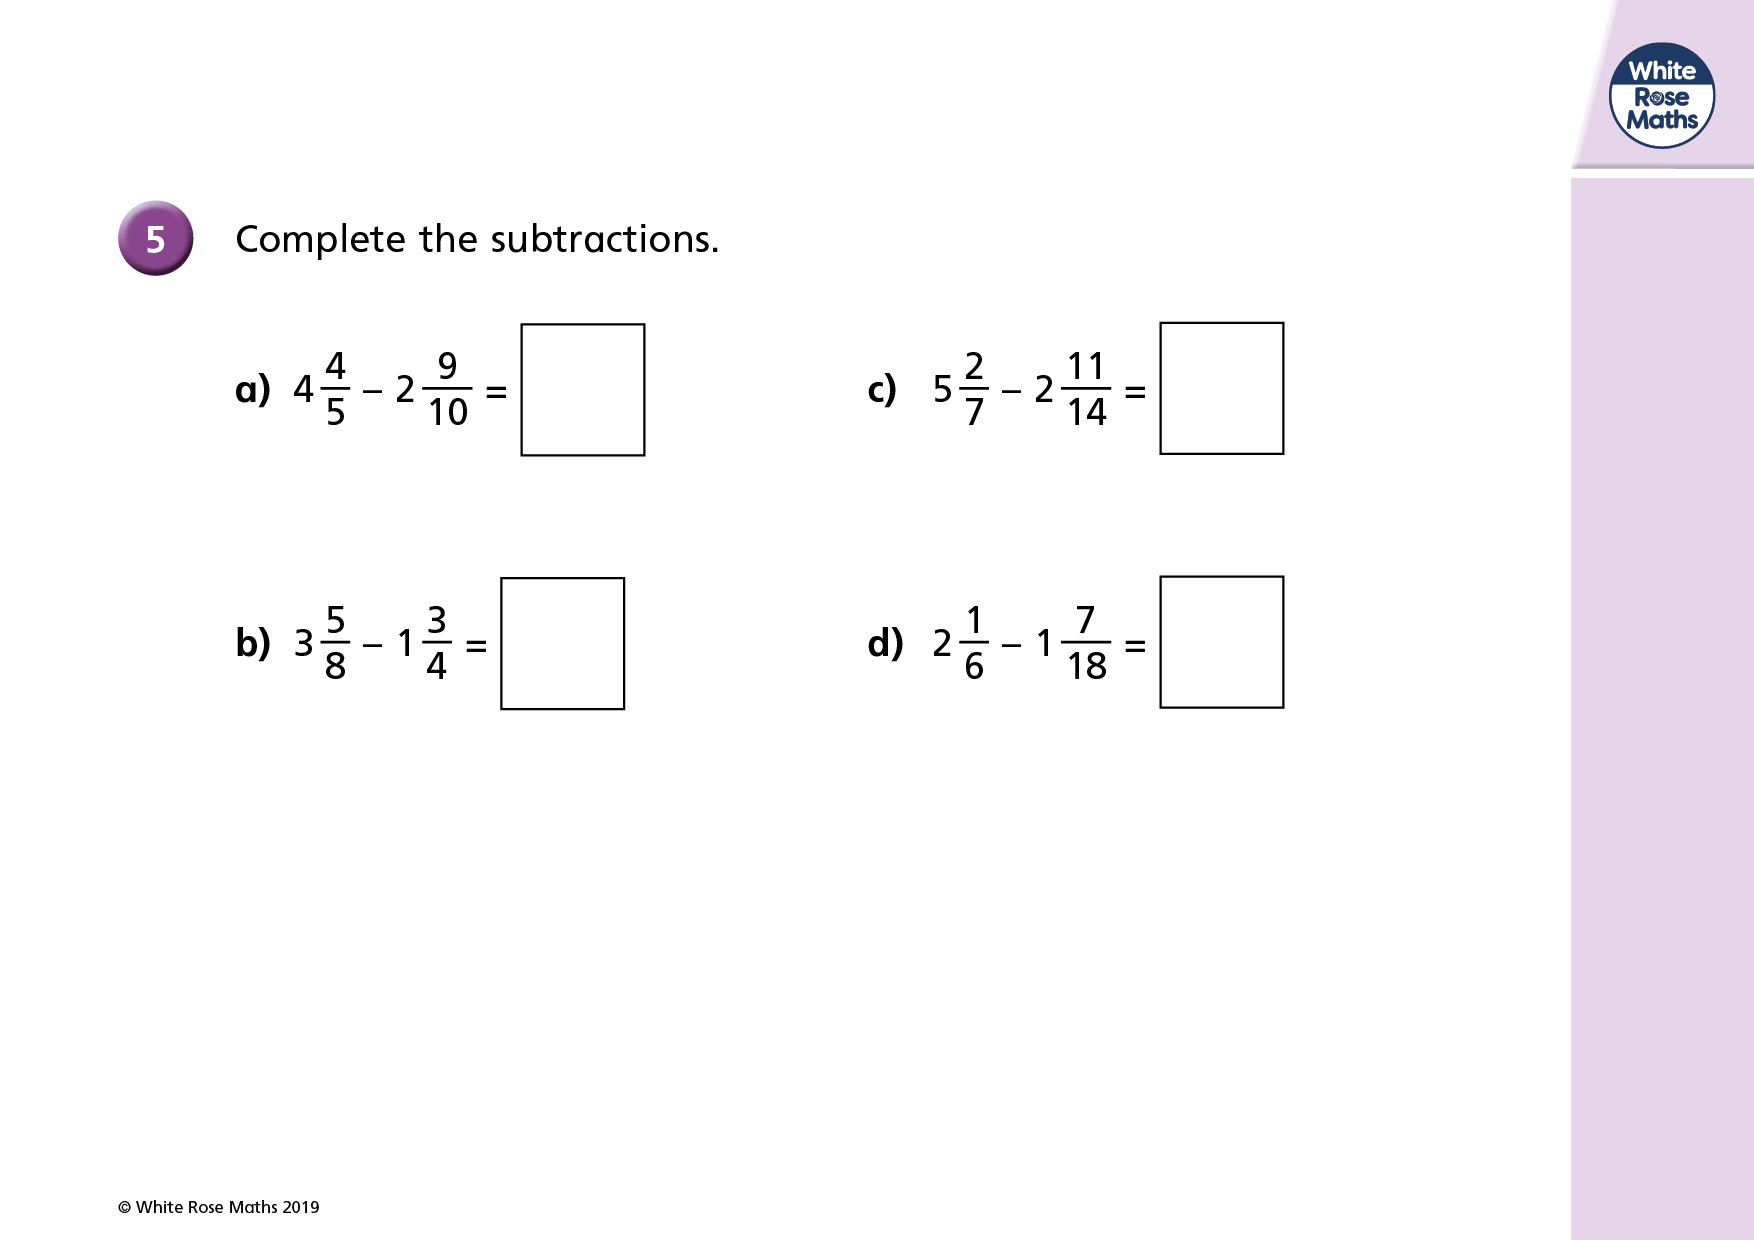 White
Rose
Maths
5 Complete the subtractions.
a) 4 4/5 – 2 9/10 =
c) 5 2/7 – 2 11/14 =
b) 3 5/8 – 1 3/4 =
d) 2 1/6 – 1 7/18 =
© White Rose Maths 2019